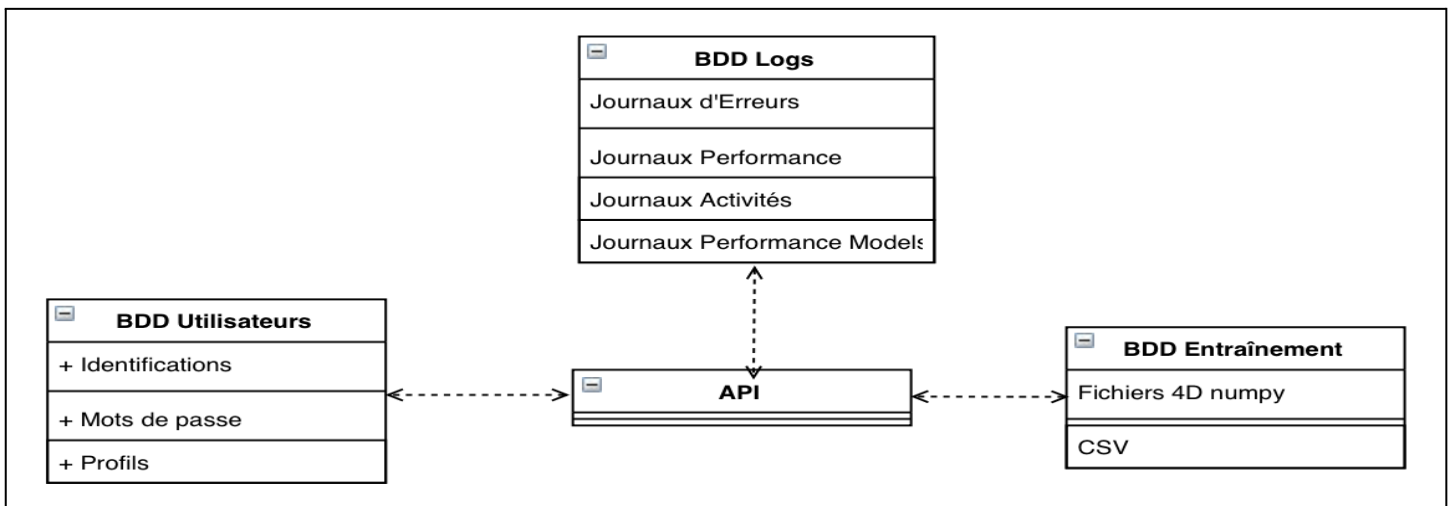 BDD Logs
Journaux d'Erreurs
Journaux Performance
Journaux Activités
Journaux Performance Models
BDD Utilisateurs
+ Identifications
+ Mots de passe
+ Profils
API
BDD Entraînement
Fichiers 4D numpy
CSV